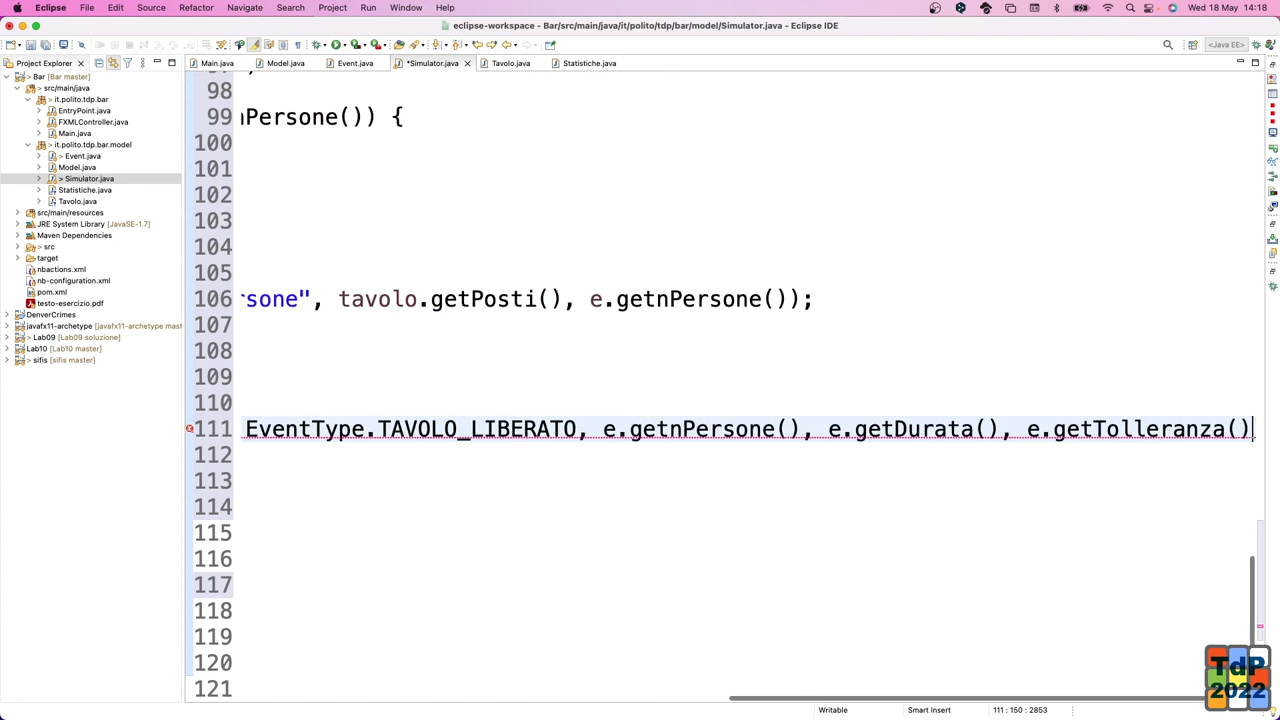 Eclipse File Edit Source Refactor Navigate Search Project Run Window Help Wed 18 May 14:18
eclipse-workspace - Bar/src/main/java/it/polito/tdp/bar/model/Simulator.java - Eclipse IDE
<Java EE>
Project Explorer
Main.java Model.java Event.java *Simulator.java Tavolo.java Statistiche.java
Bar [Bar master]
src/main/java
it.polito.tdp.bar
EntryPoint.java
FXMLController.java
Main.java
it.polito.tdp.bar.model
> Event.java
Model.java
> Simulator.java
Statistiche.java
Tavolo.java
src/main/resources
JRE System Library [JavaSE-1.7]
Maven Dependencies
src
target
nbactions.xml
nb-configuration.xml
pom.xml
testo-esercizio.pdf
DenverCrimes
javafx11-archetype [javafx11-archetype mast
> Lab09 [Lab09 soluzione]
Lab10 [Lab10 master]
> sifis [sifis master]
98
99 nPersone()) {
100
101
102
103
104
105
106 rsone", tavolo.getPosti(), e.getnPersone());
107
108
109
110
111 EventType.TAVOLO_LIBERATO, e.getnPersone(), e.getDurata(), e.getTolleranza()
112
113
114
115
116
117
118
119
120
121
TdP
2022
Writable Smart Insert 111 : 150 : 2853